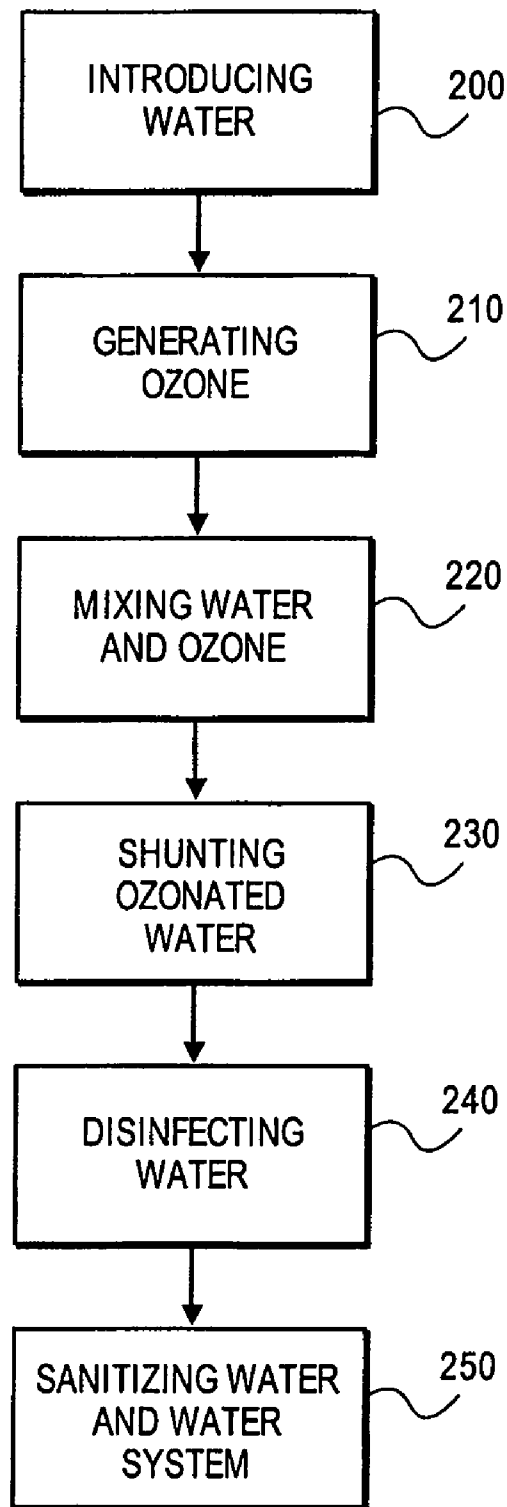 INTRODUCING
WATER
200
GENERATING
OZONE
210
MIXING WATER
AND OZONE
220
SHUNTING
OZONATED
WATER
230
DISINFECTING
WATER
240
SANITIZING WATER
AND WATER
SYSTEM
250